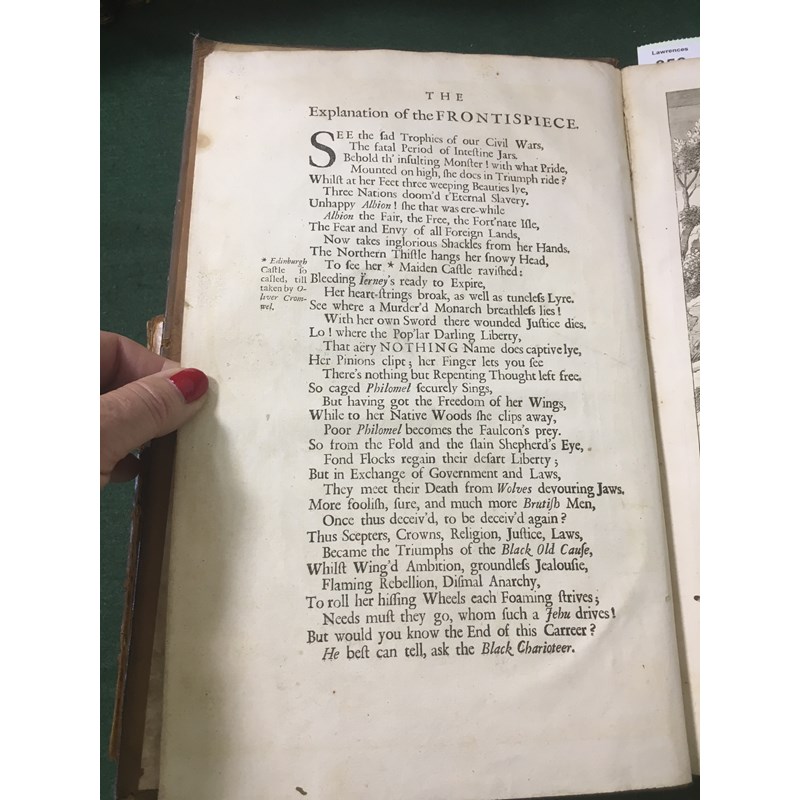 Lawrences
THE
Explanation of the FRONTISPIECE.
SEE the ſad Trophies of our Civil Wars,
The fatal Period of Inteſtine Jars.
Behold th' inſulting Monſter! with what Pride,
Mounted on high, ſhe does in Triumph ride?
Whilſt at her Feet three weeping Beauties lye,
Three Nations doom'd t'Eternal Slavery.
Unhappy Albion! ſhe that was ere-while
Albion the Fair, the Free, the Fort'nate Iſle,
The Fear and Envy of all Foreign Lands,
Now takes inglorious Shackles from her Hands.
The Northern Thiſtle hangs her ſnowy Head,
To ſee her * Maiden Caſtle raviſhed:
* Edinburgh
Caſtle ſo
called, till
taken by O-
liver Crom-
wel.
Bleeding Jerney's ready to Expire,
Her heart-ſtrings broak, as well as tuneleſs Lyre.
See where a Murder'd Monarch breathleſs lies!
With her own Sword there wounded Juſtice dies.
Lo! where the Pop'lar Darling Liberty,
That aëry NOTHING Name does captive lye,
Her Pinions clipt; her Finger lets you ſee
There's nothing but Repenting Thought left free.
So caged Philomel ſecurely Sings,
But having got the Freedom of her Wings,
While to her Native Woods ſhe clips away,
Poor Philomel becomes the Faulcon's prey.
So from the Fold and the ſlain Shepherd's Eye,
Fond Flocks regain their deſart Liberty;
But in Exchange of Government and Laws,
They meet their Death from Wolves devouring Jaws.
More fooliſh, ſure, and much more Brutiſh Men,
Once thus deceiv'd, to be deceiv'd again?
Thus Scepters, Crowns, Religion, Juſtice, Laws,
Became the Triumphs of the Black Old Cauſe,
Whilſt Wing'd Ambition, groundleſs Jealouſie,
Flaming Rebellion, Diſmal Anarchy,
To roll her hiſſing Wheels each Foaming ſtrives;
Needs muſt they go, whom ſuch a Jehu drives!
But would you know the End of this Carreer?
He beſt can tell, ask the Black Charioteer.